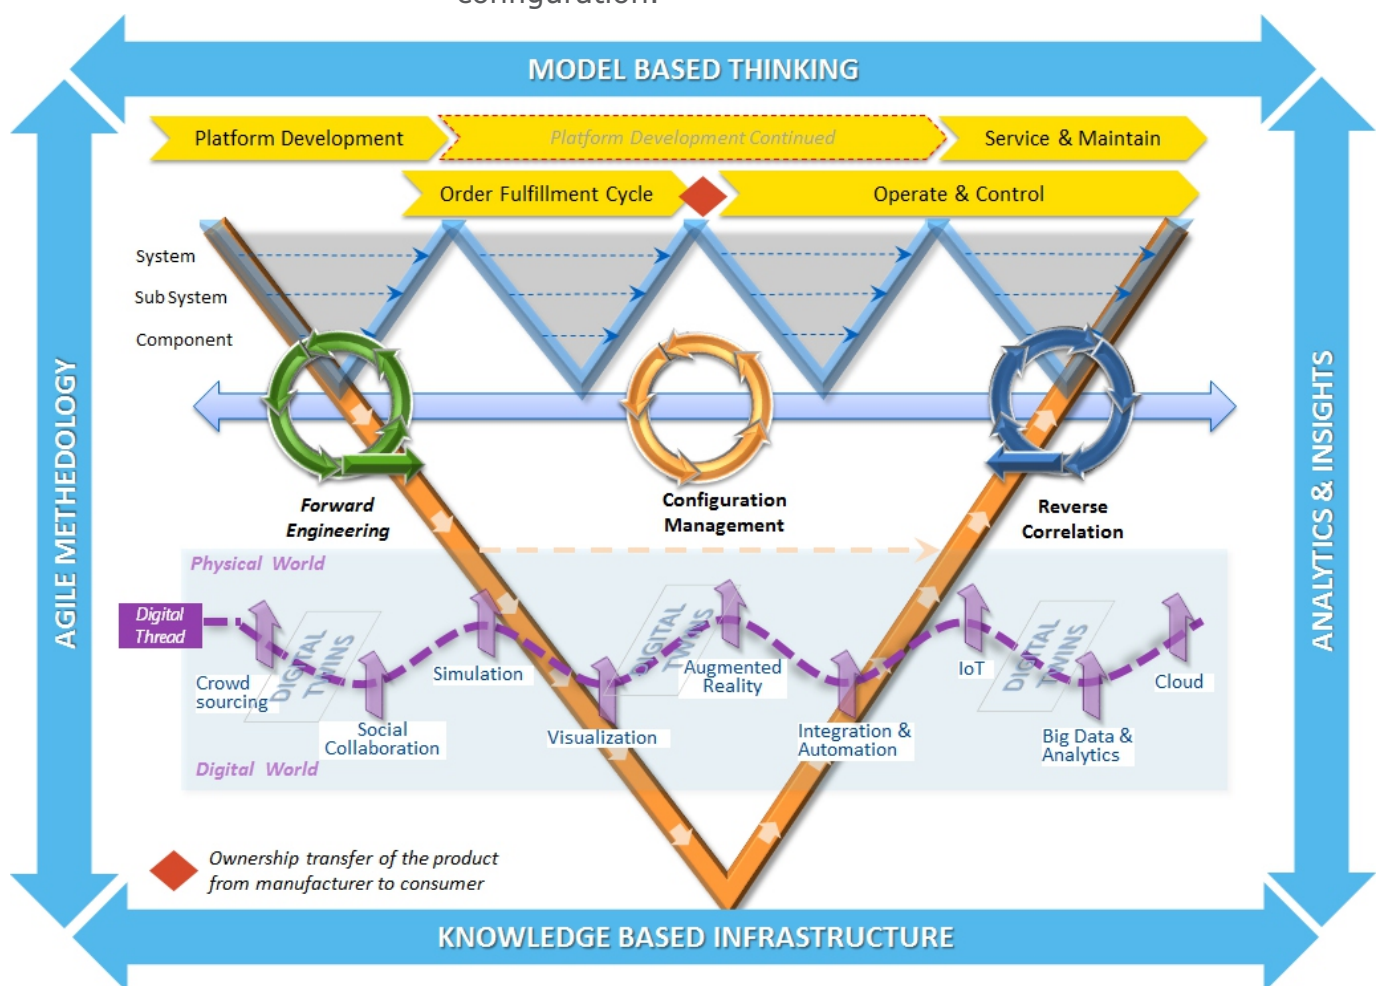 configuration.
MODEL BASED THINKING
Platform Development
Platform Development Continued
Service & Maintain
Order Fulfillment Cycle
Operate & Control
System
Sub System
Component
AGILE METHEDOLOGY
ANALYTICS & INSIGHTS
Forward
Engineering
Configuration
Management
Reverse
Correlation
Physical World
Digital
Thread
DIGITAL
TWINS
DIGITAL
TWINS
DIGITAL
TWINS
Crowd
sourcing
Social
Collaboration
Simulation
Visualization
Augmented
Reality
Integration &
Automation
IoT
Big Data &
Analytics
Cloud
Digital World
Ownership transfer of the product
from manufacturer to consumer
KNOWLEDGE BASED INFRASTRUCTURE